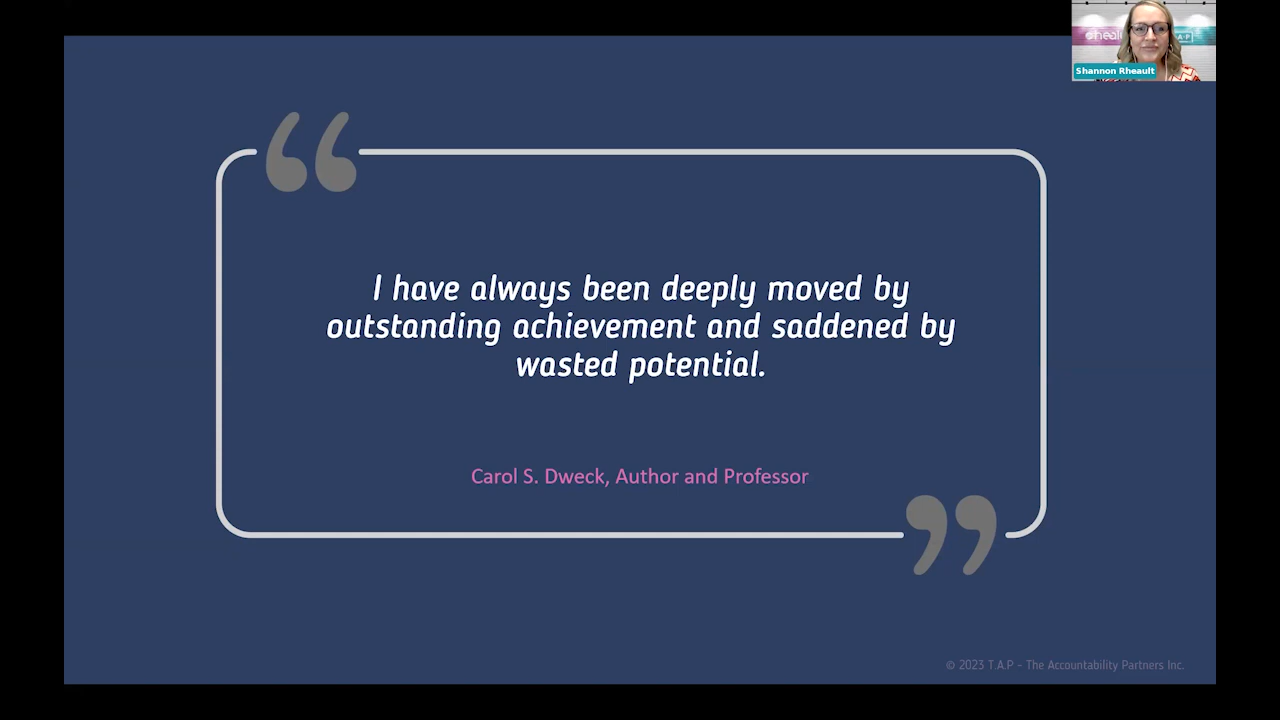 Shannon Rheault
I have always been deeply moved by
outstanding achievement and saddened by
wasted potential.
Carol S. Dweck, Author and Professor
© 2023 T.A.P - The Accountability Partners Inc.